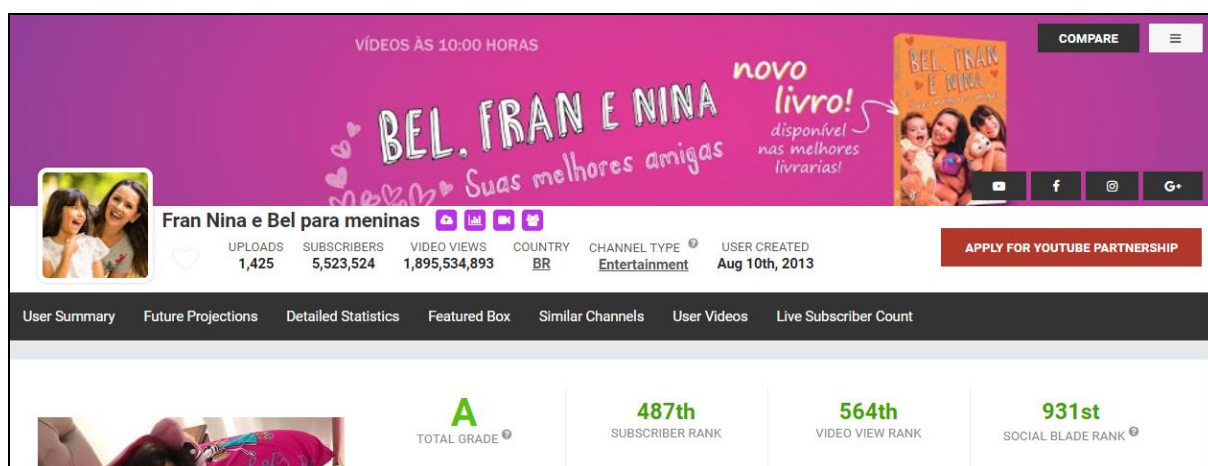 VÍDEOS ÀS 10:00 HORAS
COMPARE
BEL, FRAN E NINA
Suas melhores amigas
novo
livro!
disponível
nas melhores
livrarias!
BEL, FRAN
E NINA
Suas melhores amigas
f
G+
Fran Nina e Bel para meninas
UPLOADS SUBSCRIBERS VIDEO VIEWS COUNTRY CHANNEL TYPE ? USER CREATED
1,425 5,523,524 1,895,534,893 BR Entertainment Aug 10th, 2013
APPLY FOR YOUTUBE PARTNERSHIP
User Summary Future Projections Detailed Statistics Featured Box Similar Channels User Videos Live Subscriber Count
A 487th 564th 931st
TOTAL GRADE ? SUBSCRIBER RANK VIDEO VIEW RANK SOCIAL BLADE RANK ?